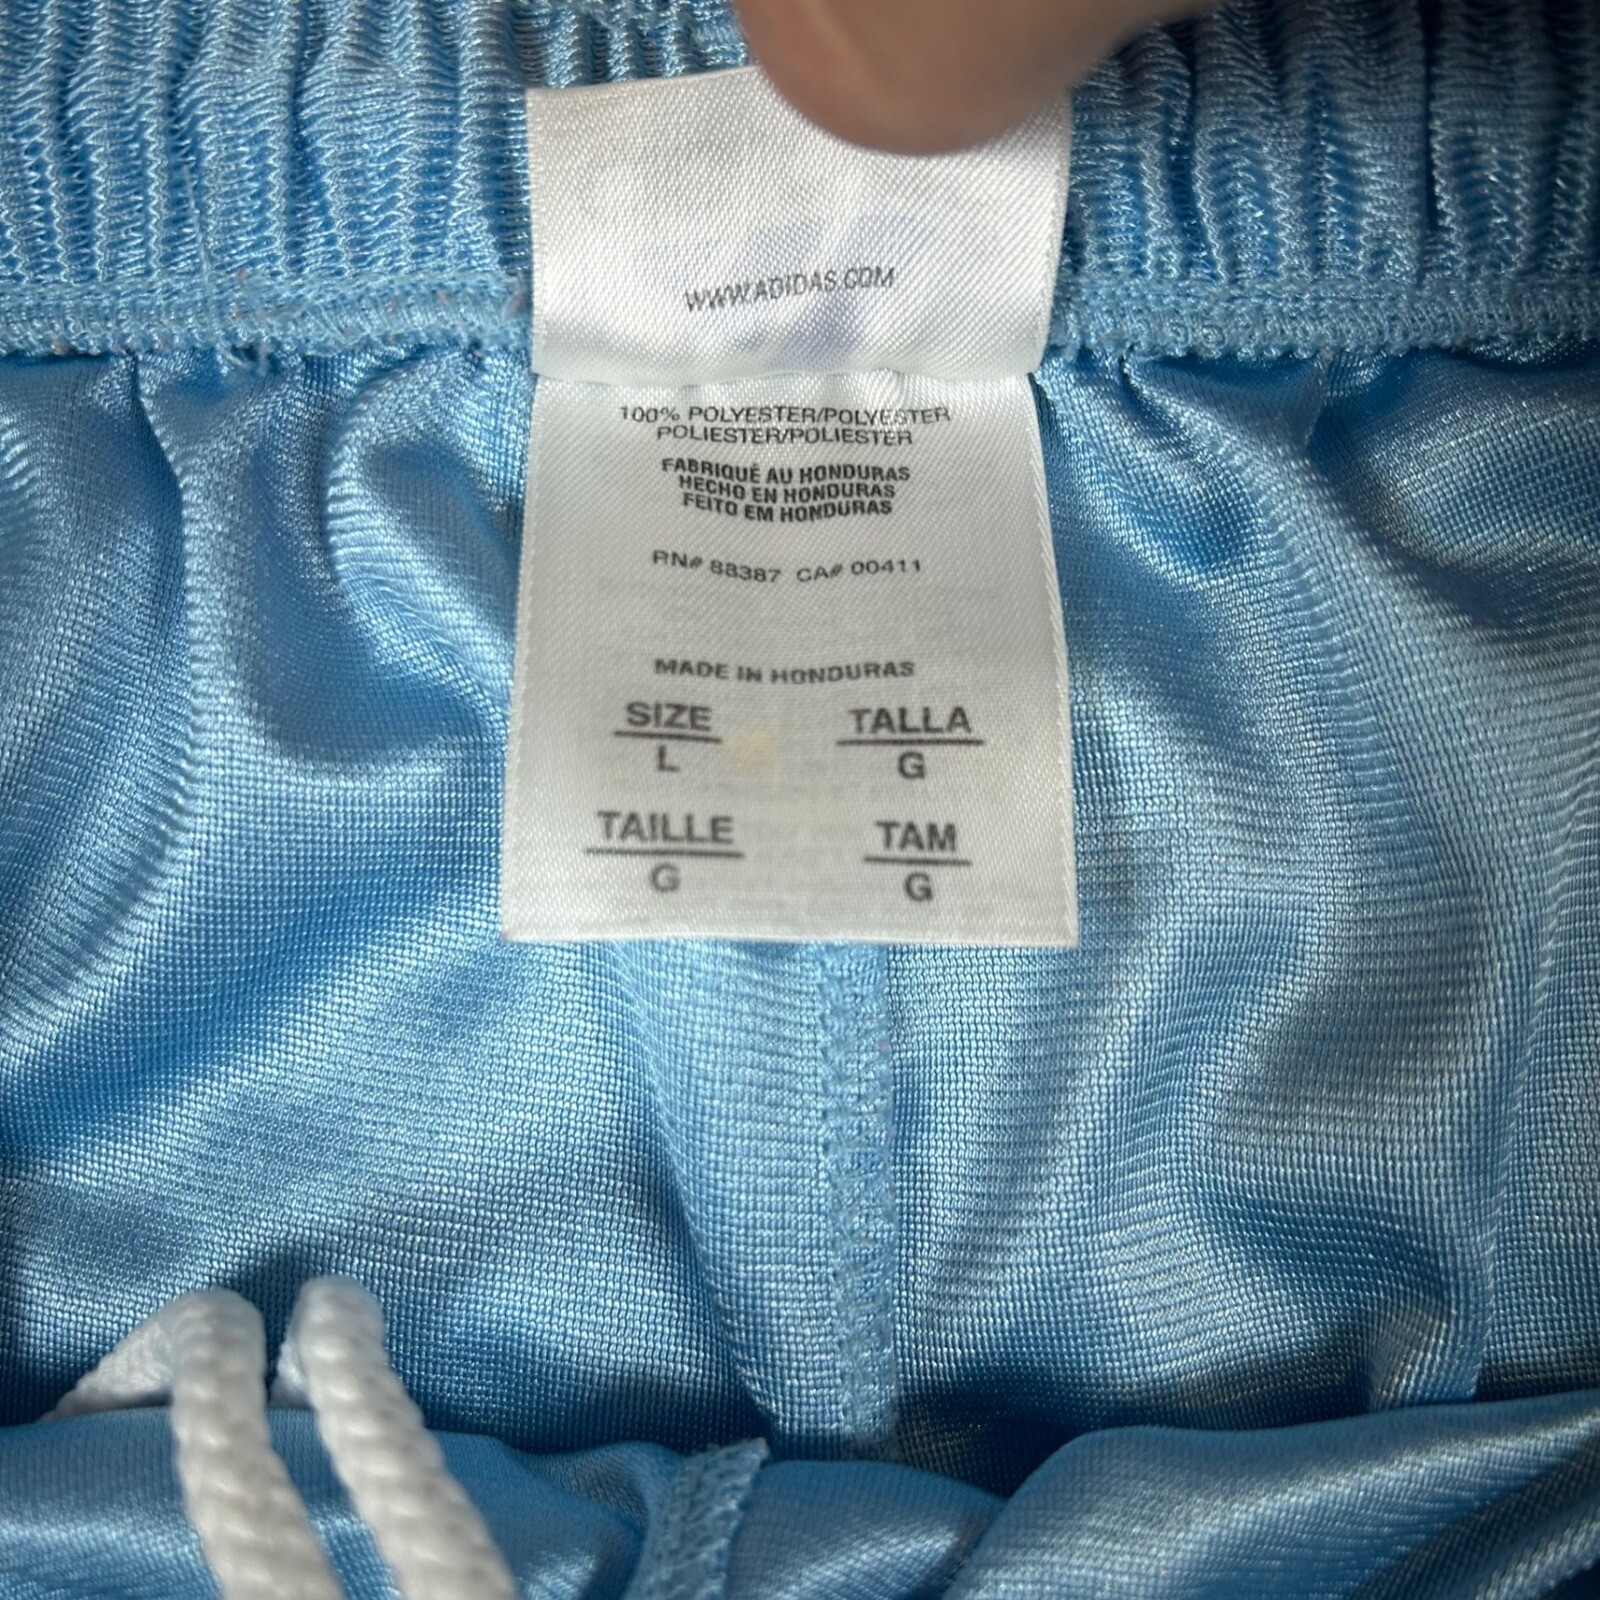 WWW.ADIDAS.COM
100% POLYESTER/POLYESTER
POLIESTER/POLIESTER
FABRIQUÉ AU HONDURAS
HECHO EN HONDURAS
FEITO EM HONDURAS
RN# 88387 CA# 00411
MADE IN HONDURAS
SIZE TALLA
L G
TAILLE TAM
G G